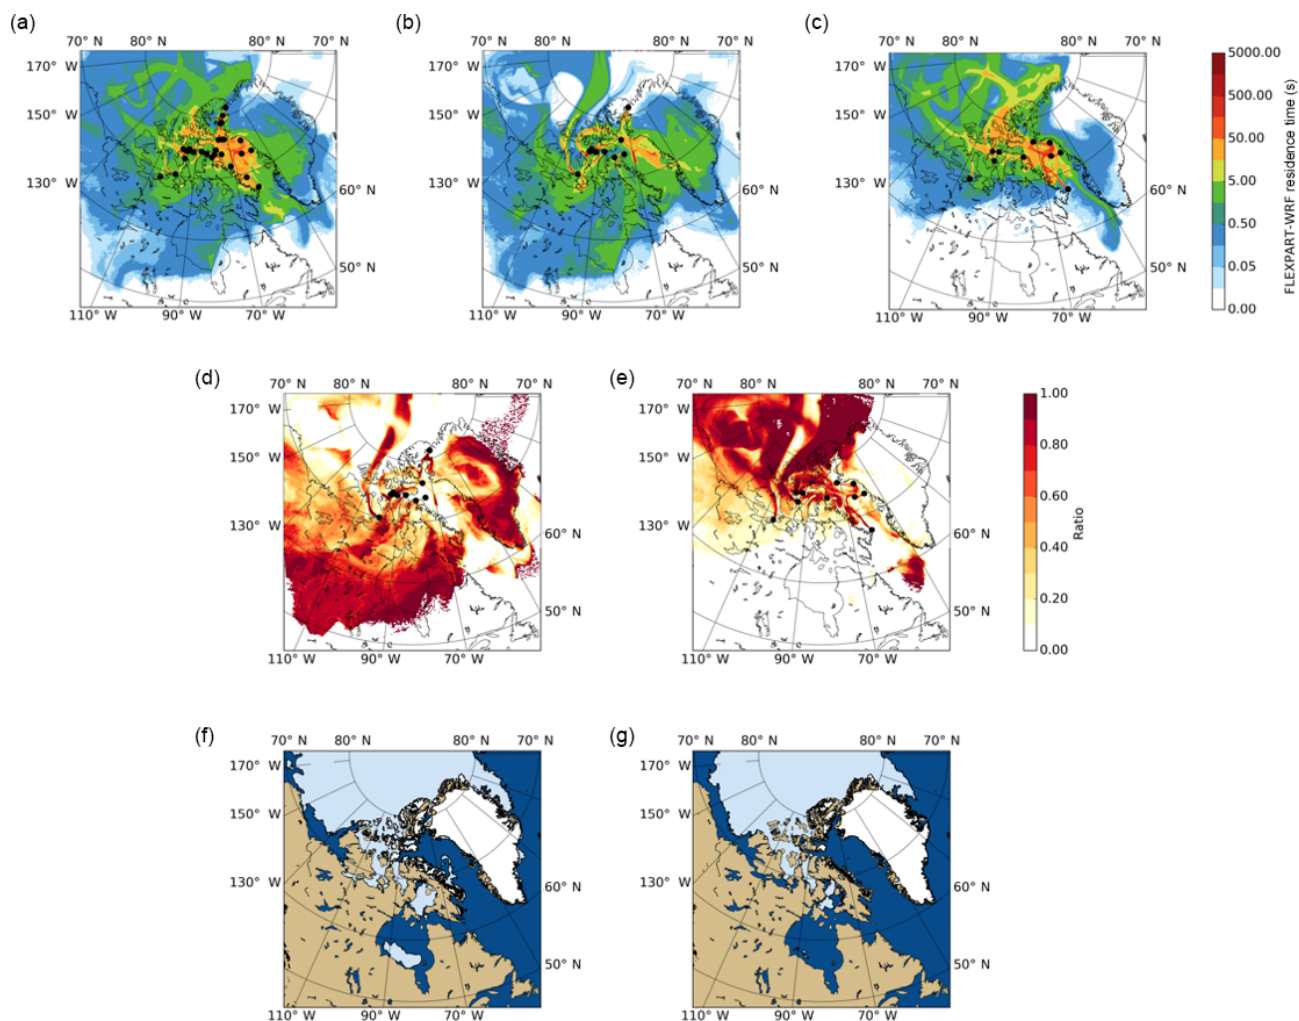 (a)
(b)
(c)
70° N 80° N 80° N 70° N
170° W
150° W
130° W
60° N
50° N
110° W 90° W 70° W
70° N 80° N 80° N 70° N
170° W
150° W
130° W
60° N
50° N
110° W 90° W 70° W
70° N 80° N 80° N 70° N
170° W
150° W
130° W
60° N
50° N
110° W 90° W 70° W
5000.00
500.00
50.00
5.00
0.50
0.05
0.00
FLEXPART-WRF residence time (s)
(d)
(e)
70° N 80° N 80° N 70° N
170° W
150° W
130° W
60° N
50° N
110° W 90° W 70° W
70° N 80° N 80° N 70° N
170° W
150° W
130° W
60° N
50° N
110° W 90° W 70° W
1.00
0.80
0.60
0.40
0.20
0.00
Ratio
(f)
(g)
70° N 80° N 80° N 70° N
170° W
150° W
130° W
60° N
50° N
110° W 90° W 70° W
70° N 80° N 80° N 70° N
170° W
150° W
130° W
60° N
50° N
110° W 90° W 70° W